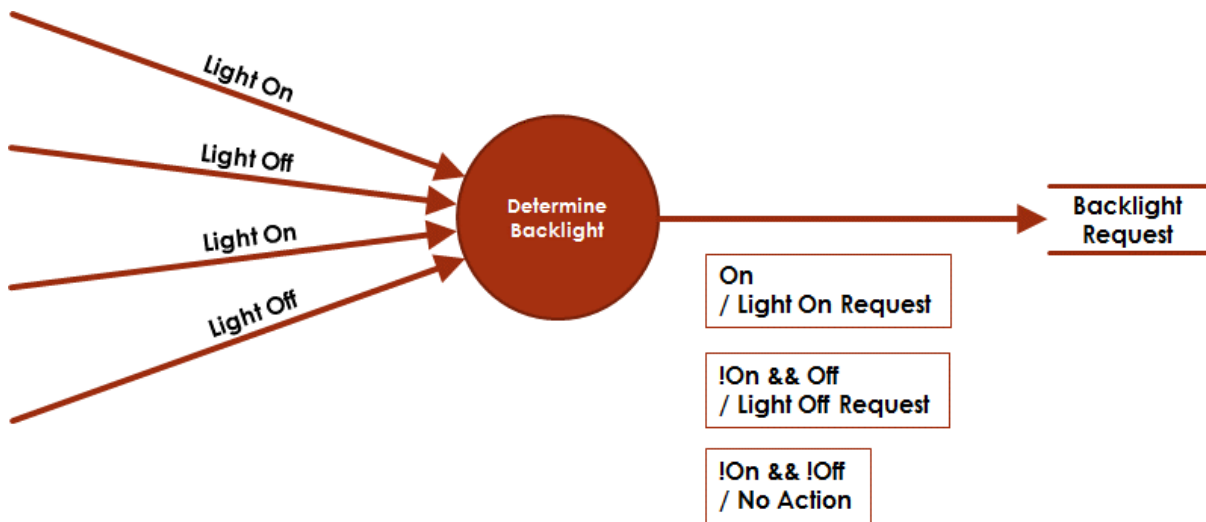 Light On
Light Off
Light On
Light Off
Determine
Backlight
Backlight
Request
On
/ Light On Request
!On && Off
/ Light Off Request
!On && !Off
/ No Action